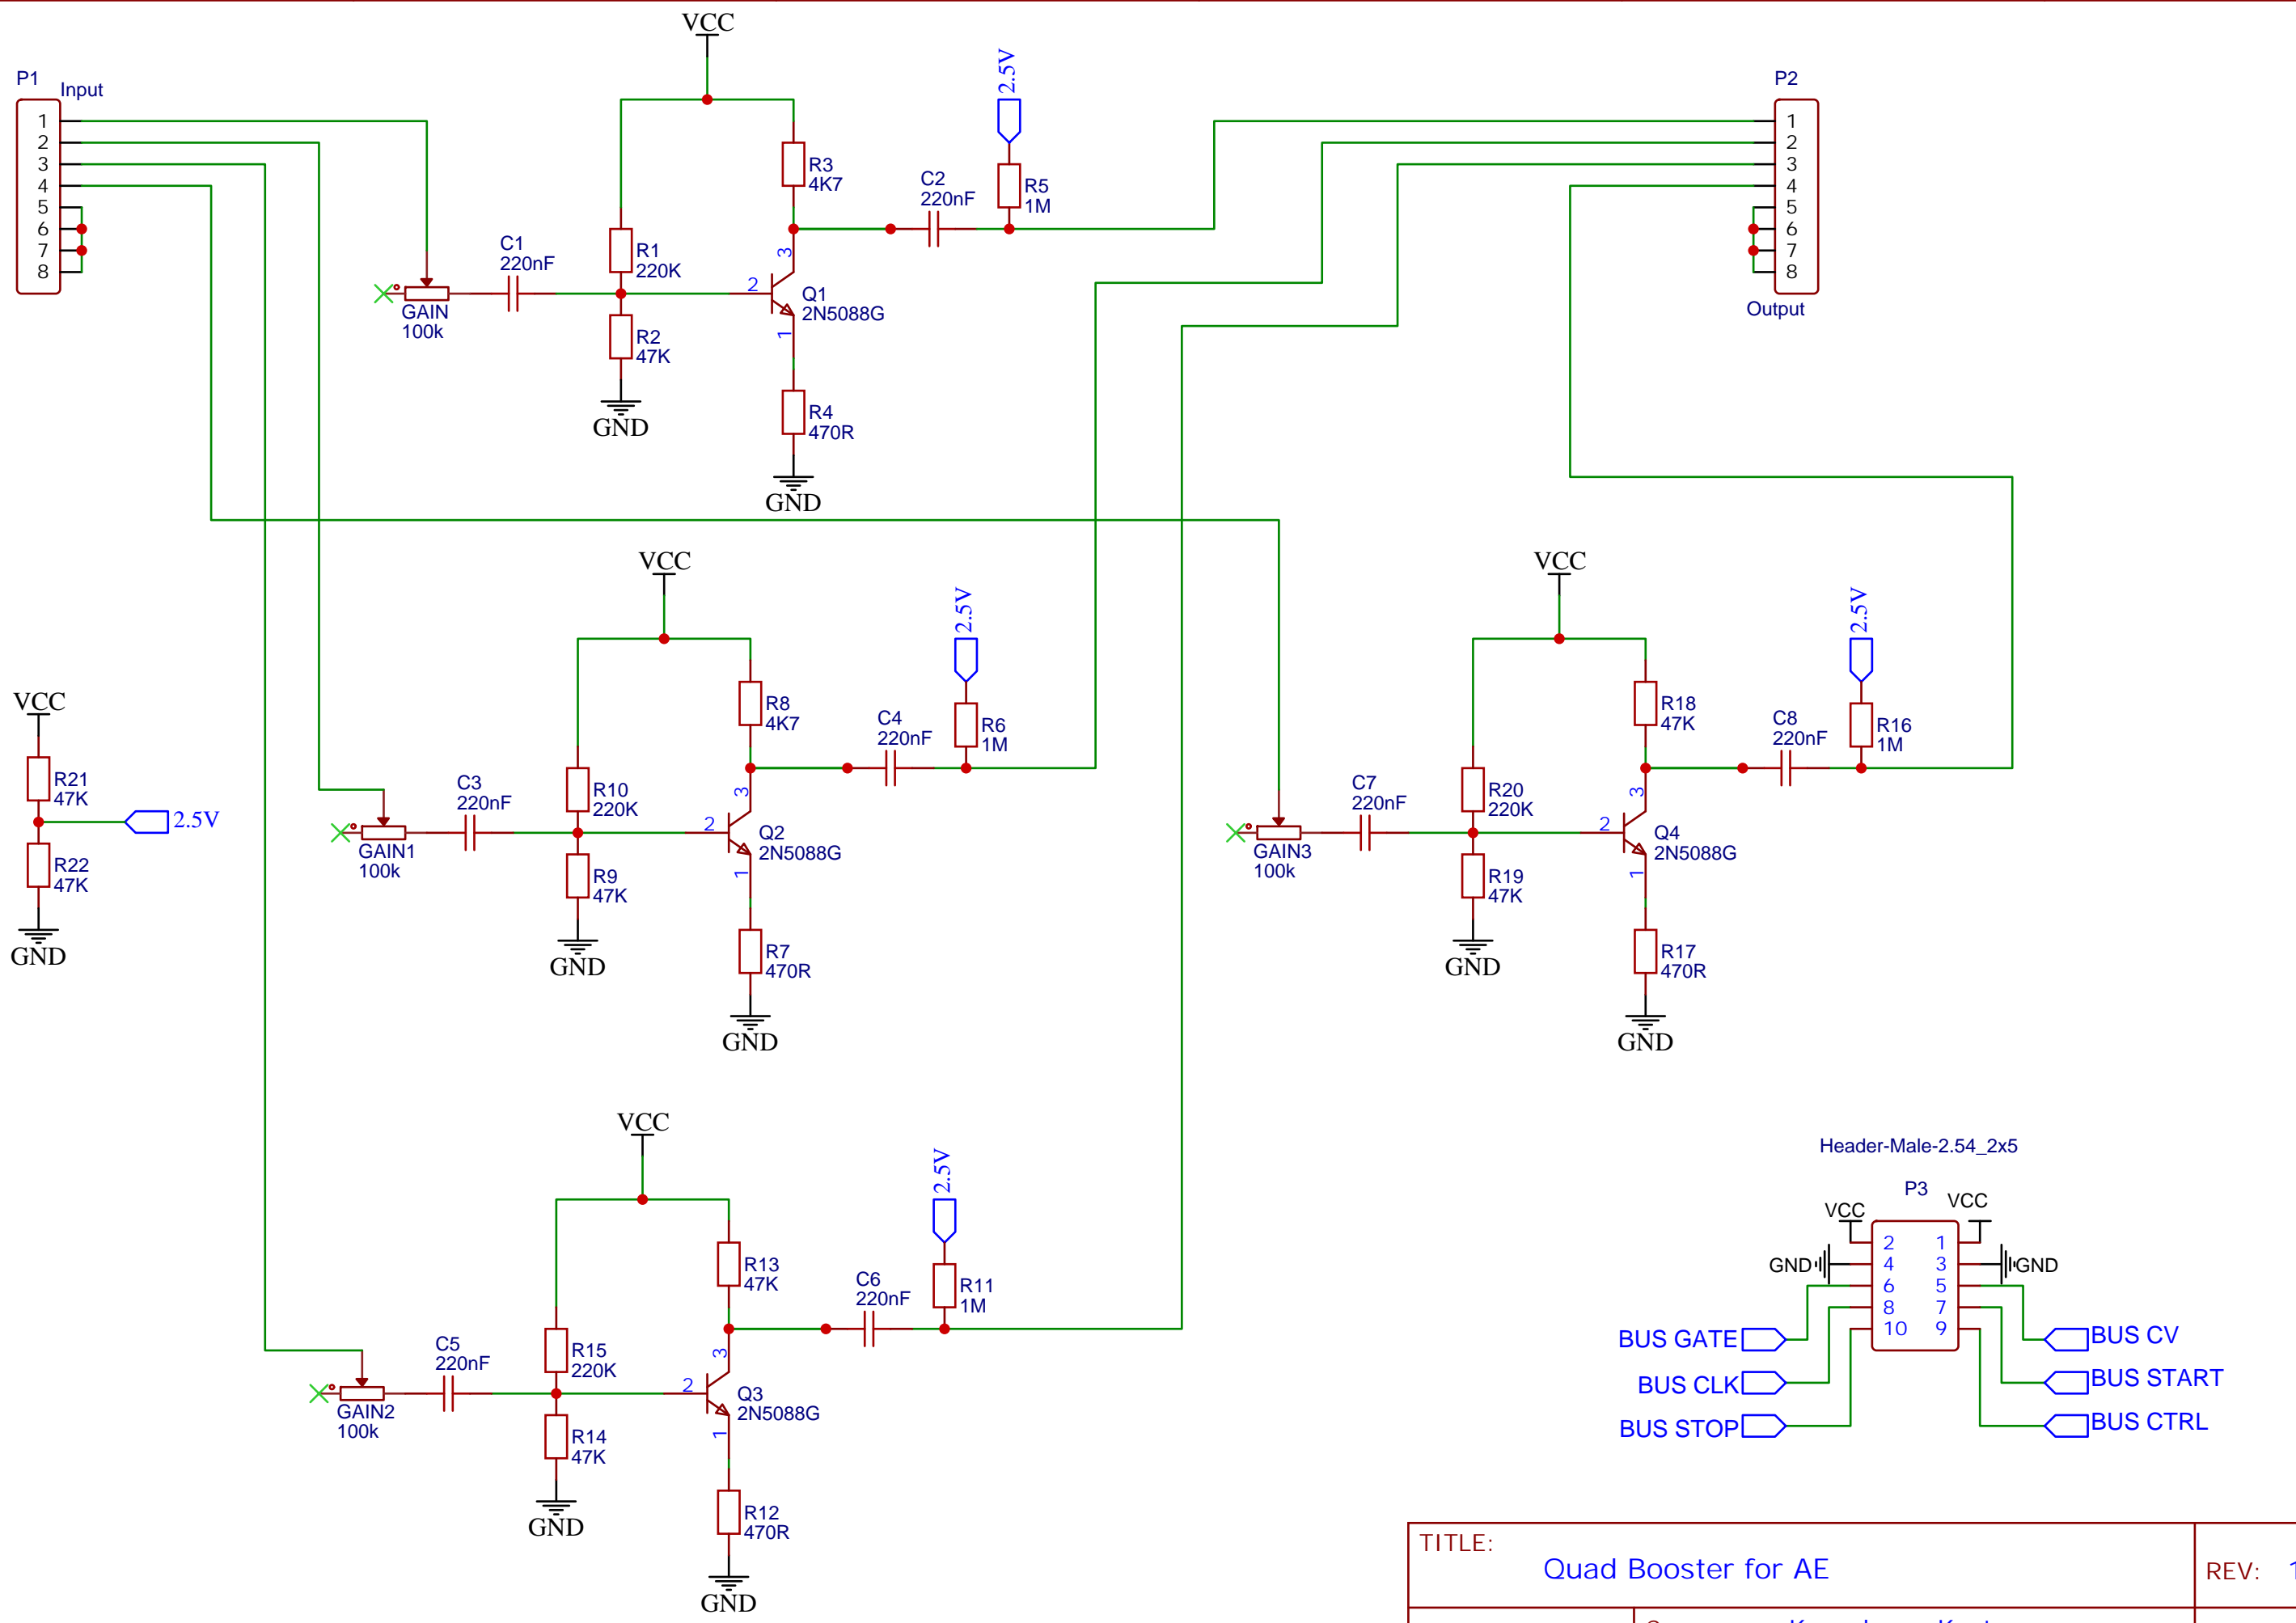 VCC
P1
Input
1
2
3
4
5
6
7
8
R3
4K7
2.5V
R5
1M
C2
220nF
P2
1
2
3
4
5
6
7
8
Output
C1
220nF
R1
220K
GAIN
100k
R2
47K
GND
3
2
1
Q1
2N5088G
R4
470R
GND
VCC
R8
4K7
2.5V
R6
1M
C4
220nF
C3
220nF
R10
220K
GAIN1
100k
R9
47K
GND
3
2
1
Q2
2N5088G
R7
470R
GND
VCC
R18
47K
2.5V
R16
1M
C8
220nF
C7
220nF
R20
220K
GAIN3
100k
R19
47K
GND
3
2
1
Q4
2N5088G
R17
470R
GND
VCC
R21
47K
2.5V
R22
47K
GND
VCC
R13
47K
2.5V
R11
1M
C6
220nF
C5
220nF
R15
220K
GAIN2
100k
R14
47K
GND
3
2
1
Q3
2N5088G
R12
470R
GND
Header-Male-2.54_2x5
P3
VCC
VCC
2 1
GND 4 3 GND
6 5
8 7
10 9
BUS GATE
BUS CV
BUS CLK
BUS START
BUS STOP
BUS CTRL
TITLE:
Quad Booster for AE
REV: